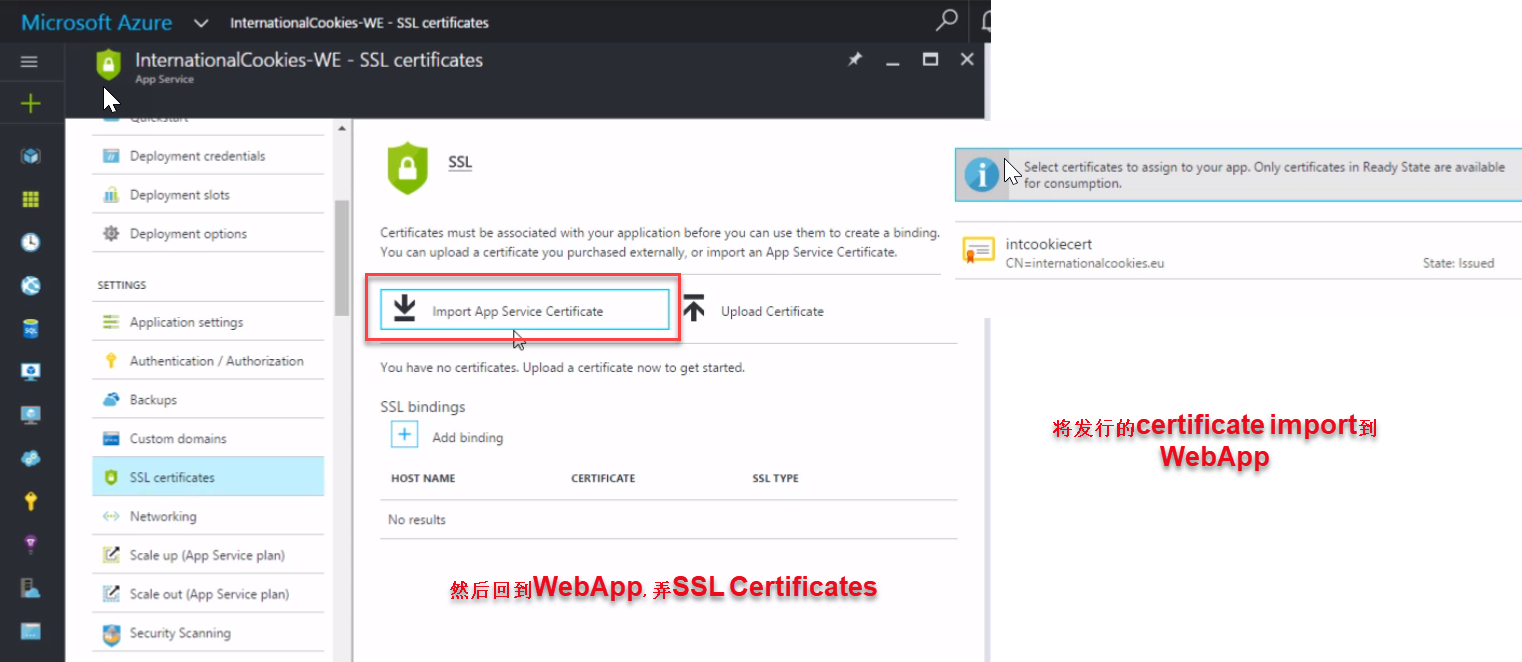 Microsoft Azure InternationalCookies-WE - SSL certificates
InternationalCookies-WE - SSL certificates
App Service
Quickstart
Deployment credentials
Deployment slots
Deployment options
SETTINGS
Application settings
Authentication / Authorization
Backups
Custom domains
SSL certificates
Networking
Scale up (App Service plan)
Scale out (App Service plan)
Security Scanning
SSL
Certificates must be associated with your application before you can use them to create a binding.
You can upload a certificate you purchased externally, or import an App Service Certificate.
Import App Service Certificate
Upload Certificate
You have no certificates. Upload a certificate now to get started.
SSL bindings
Add binding
HOST NAME CERTIFICATE SSL TYPE
No results
然后回到WebApp, 弄SSL Certificates
Select certificates to assign to your app. Only certificates in Ready State are available
for consumption.
intcookiecert
CN=internationalcookies.eu State: Issued
将发行的certificate import到
WebApp